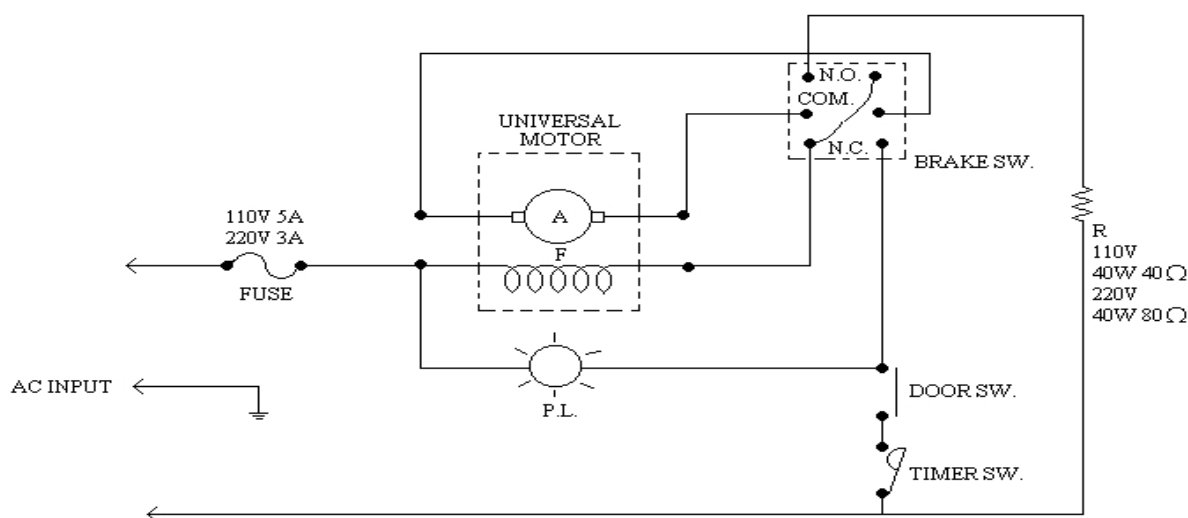 N.O.
COM.
N.C.
BRAKE SW.
UNIVERSAL
MOTOR
A
F
110V 5A
220V 3A
FUSE
R
110V
40W 40Ω
220V
40W 80Ω
P.L.
AC INPUT
DOOR SW.
TIMER SW.